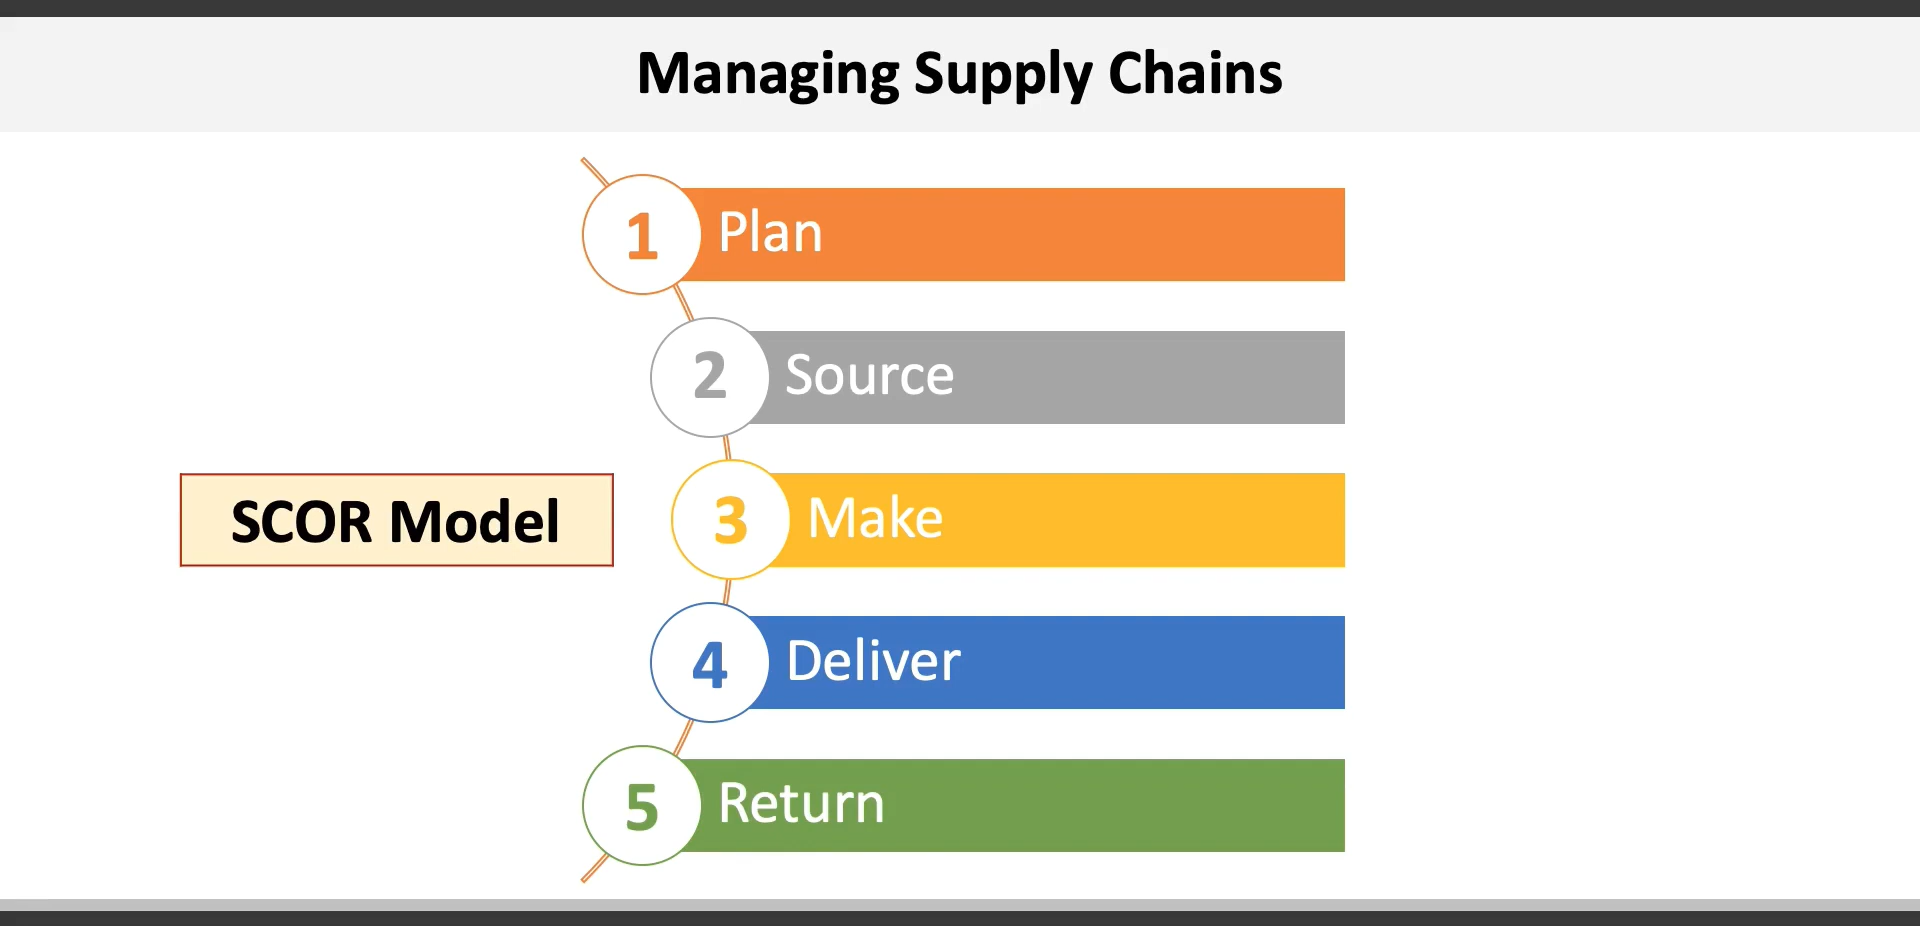 Managing Supply Chains
1 Plan
2 Source
SCOR Model
3 Make
4 Deliver
5 Return